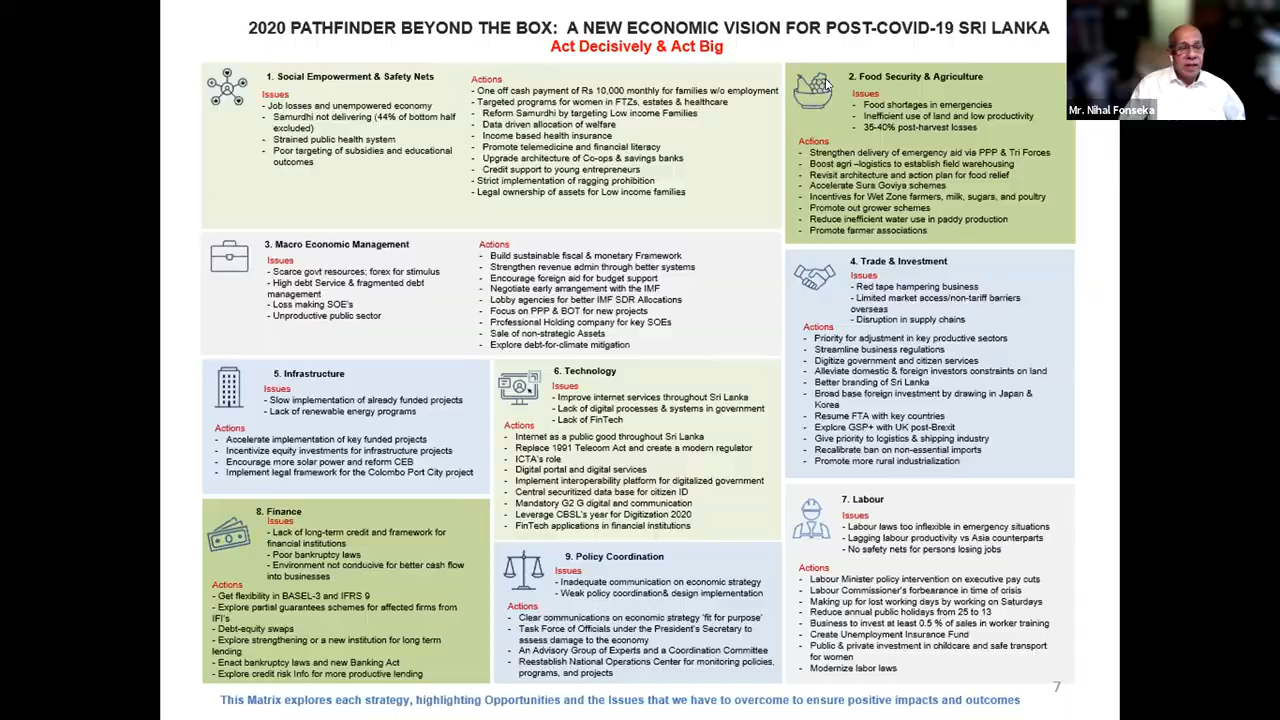 2020 PATHFINDER BEYOND THE BOX: A NEW ECONOMIC VISION FOR POST-COVID-19 SRI LANKA
Act Decisively & Act Big
Mr. Nihal Fonseka
1. Social Empowerment & Safety Nets
Issues
- Job losses and unempowered economy
- Samurdhi not delivering (44% of bottom half
excluded)
- Strained public health system
- Poor targeting of subsidies and educational
outcomes
Actions
- One off cash payment of Rs 10,000 monthly for families w/o employment
- Targeted programs for women in FTZs, estates & healthcare
- Reform Samurdhi by targeting Low income Families
- Data driven allocation of welfare
- Income based health insurance
- Promote telemedicine and financial literacy
- Upgrade architecture of Co-ops & savings banks
- Credit support to young entrepreneurs
- Strict implementation of ragging prohibition
- Legal ownership of assets for Low income families
2. Food Security & Agriculture
Issues
- Food shortages in emergencies
- Inefficient use of land and low productivity
- 35-40% post-harvest losses
Actions
- Strengthen delivery of emergency aid via PPP & Tri Forces
- Boost agri –logistics to establish field warehousing
- Revisit architecture and action plan for food relief
- Accelerate Sura Goviya schemes
- Incentives for Wet Zone farmers, milk, sugars, and poultry
- Promote out grower schemes
- Reduce inefficient water use in paddy production
- Promote farmer associations
3. Macro Economic Management
Issues
- Scarce govt resources; forex for stimulus
- High debt Service & fragmented debt
management
- Loss making SOE's
- Unproductive public sector
Actions
- Build sustainable fiscal & monetary Framework
- Strengthen revenue admin through better systems
- Encourage foreign aid for budget support
- Negotiate early arrangement with the IMF
- Lobby agencies for better IMF SDR Allocations
- Focus on PPP & BOT for new projects
- Professional Holding company for key SOEs
- Sale of non-strategic Assets
- Explore debt-for-climate mitigation
4. Trade & Investment
Issues
- Red tape hampering business
- Limited market access/non-tariff barriers
overseas
- Disruption in supply chains
Actions
- Priority for adjustment in key productive sectors
- Streamline business regulations
- Digitize government and citizen services
- Alleviate domestic & foreign investors constraints on land
- Better branding of Sri Lanka
- Broad base foreign investment by drawing in Japan &
Korea
- Resume FTA with key countries
- Explore GSP+ with UK post-Brexit
- Give priority to logistics & shipping industry
- Recalibrate ban on non-essential imports
- Promote more rural industrialization
5. Infrastructure
Issues
- Slow implementation of already funded projects
- Lack of renewable energy programs
Actions
- Accelerate implementation of key funded projects
- Incentivize equity investments for infrastructure projects
- Encourage more solar power and reform CEB
- Implement legal framework for the Colombo Port City project
6. Technology
Issues
- Improve internet services throughout Sri Lanka
- Lack of digital processes & systems in government
- Lack of FinTech
Actions
- Internet as a public good throughout Sri Lanka
- Replace 1991 Telecom Act and create a modern regulator
- ICTA's role
- Digital portal and digital services
- Implement interoperability platform for digitalized government
- Central securitized data base for citizen ID
- Mandatory G2 G digital and communication
- Leverage CBSL's year for Digitization 2020
- FinTech applications in financial institutions
7. Labour
Issues
- Labour laws too inflexible in emergency situations
- Lagging labour productivity vs Asia counterparts
- No safety nets for persons losing jobs
Actions
- Labour Minister policy intervention on executive pay cuts
- Labour Commissioner's forbearance in time of crisis
- Making up for lost working days by working on Saturdays
- Reduce annual public holidays from 25 to 13
- Business to invest at least 0.5 % of sales in worker training
- Create Unemployment Insurance Fund
- Public & private investment in childcare and safe transport
for women
- Modernize labor laws
8. Finance
Issues
- Lack of long-term credit and framework for
financial institutions
- Poor bankruptcy laws
- Environment not conducive for better cash flow
into businesses
Actions
- Get flexibility in BASEL-3 and IFRS 9
- Explore partial guarantees schemes for affected firms from
IFI's
- Debt-equity swaps
- Explore strengthening or a new institution for long term
lending
- Enact bankruptcy laws and new Banking Act
- Explore credit risk Info for more productive lending
9. Policy Coordination
Issues
- Inadequate communication on economic strategy
- Weak policy coordination& design implementation
Actions
- Clear communications on economic strategy 'fit for purpose'
- Task Force of Officials under the President's Secretary to
assess damage to the economy
- An Advisory Group of Experts and a Coordination Committee
- Reestablish National Operations Center for monitoring policies,
programs, and projects
7
This Matrix explores each strategy, highlighting Opportunities and the Issues that we have to overcome to ensure positive impacts and outcomes